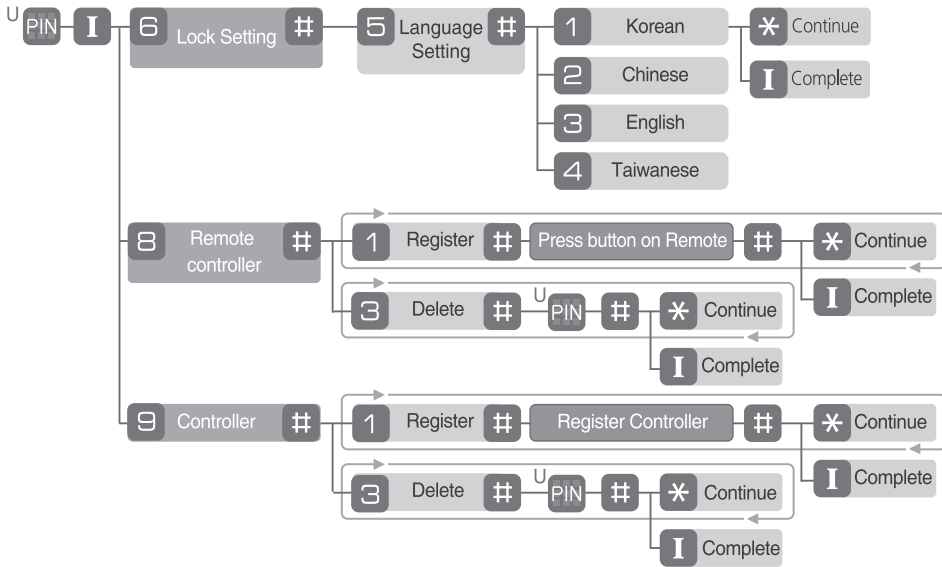 U PIN I 6 Lock Setting # 5 Language Setting # 1 Korean * Continue
I Complete
2 Chinese
3 English
4 Taiwanese
8 Remote controller # 1 Register # Press button on Remote # * Continue
I Complete
3 Delete # U PIN # * Continue
I Complete
9 Controller # 1 Register # Register Controller # * Continue
I Complete
3 Delete # U PIN # * Continue
I Complete